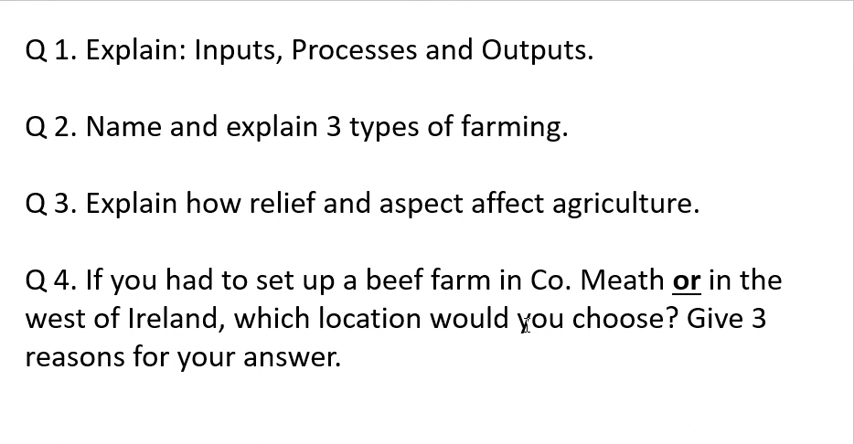 Q 1. Explain: Inputs, Processes and Outputs.
Q 2. Name and explain 3 types of farming.
Q 3. Explain how relief and aspect affect agriculture.
Q 4. If you had to set up a beef farm in Co. Meath or in the
west of Ireland, which location would you choose? Give 3
reasons for your answer.